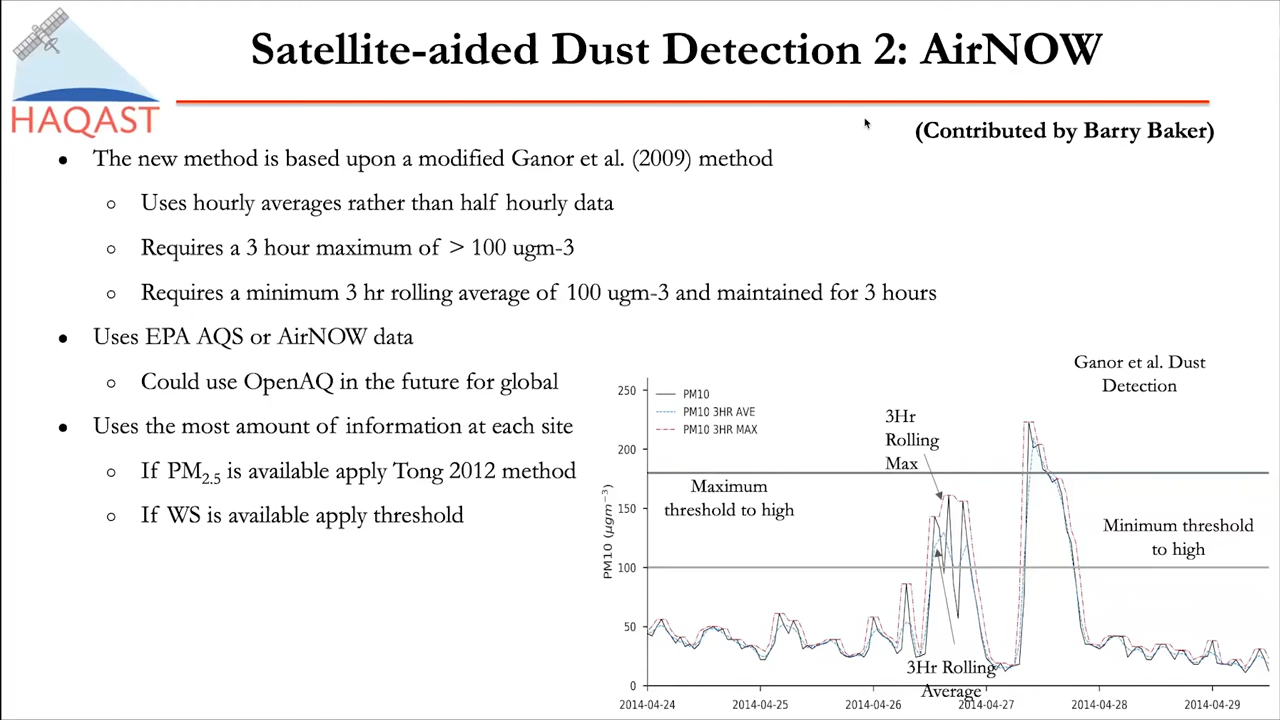 Satellite-aided Dust Detection 2: AirNOW
HAQAST
(Contributed by Barry Baker)
• The new method is based upon a modified Ganor et al. (2009) method
○ Uses hourly averages rather than half hourly data
○ Requires a 3 hour maximum of > 100 ugm-3
○ Requires a minimum 3 hr rolling average of 100 ugm-3 and maintained for 3 hours
• Uses EPA AQS or AirNOW data
○ Could use OpenAQ in the future for global
• Uses the most amount of information at each site
○ If PM2.5 is available apply Tong 2012 method
○ If WS is available apply threshold
Ganor et al. Dust
Detection
PM10
PM10 3HR AVE
PM10 3HR MAX
3Hr
Rolling
Max
Maximum
threshold to high
Minimum threshold
to high
3Hr Rolling
Average
PM10 (μgm⁻³)
250
200
150
100
50
0
2014-04-24 2014-04-25 2014-04-26 2014-04-27 2014-04-28 2014-04-29